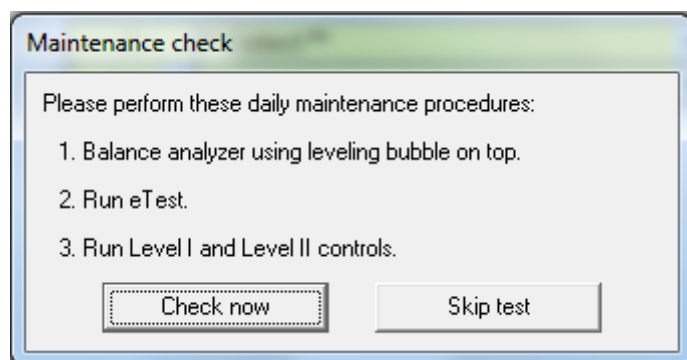 Maintenance check
Please perform these daily maintenance procedures:
1. Balance analyzer using leveling bubble on top.
2. Run eTest.
3. Run Level I and Level II controls.
Check now
Skip test